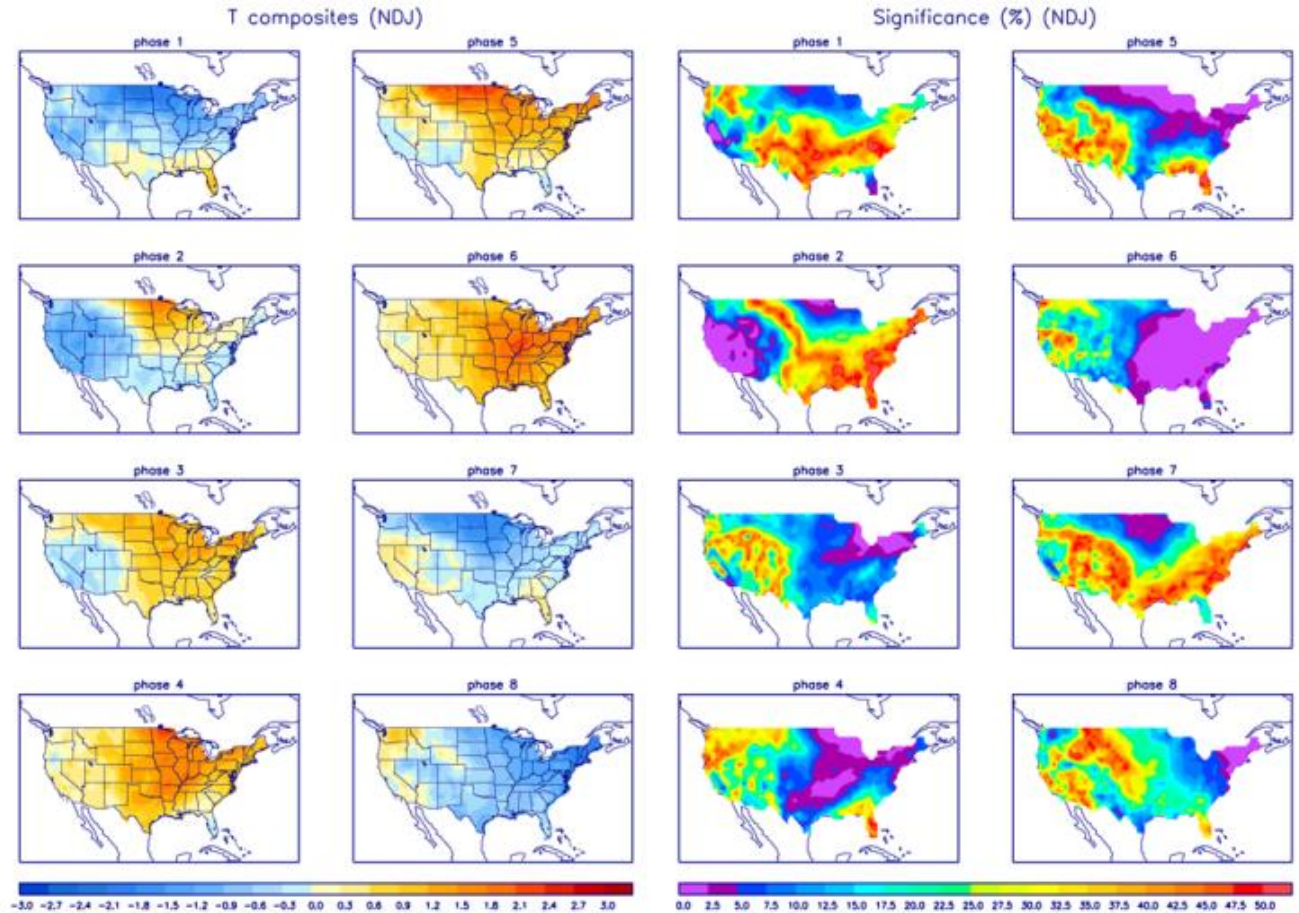 T composites (NDJ) Significance (%) (NDJ)
phase 1 phase 5 phase 1 phase 5
phase 2 phase 6 phase 2 phase 6
phase 3 phase 7 phase 3 phase 7
phase 4 phase 8 phase 4 phase 8
-3.0 -2.7 -2.4 -2.1 -1.8 -1.5 -1.2 -0.9 -0.6 -0.3 0.0 0.3 0.6 0.9 1.2 1.5 1.8 2.1 2.4 2.7 3.0 0.0 2.5 5.0 7.5 10.0 12.5 15.0 17.5 20.0 22.5 25.0 27.5 30.0 32.5 35.0 37.5 40.0 42.5 45.0 47.5 50.0